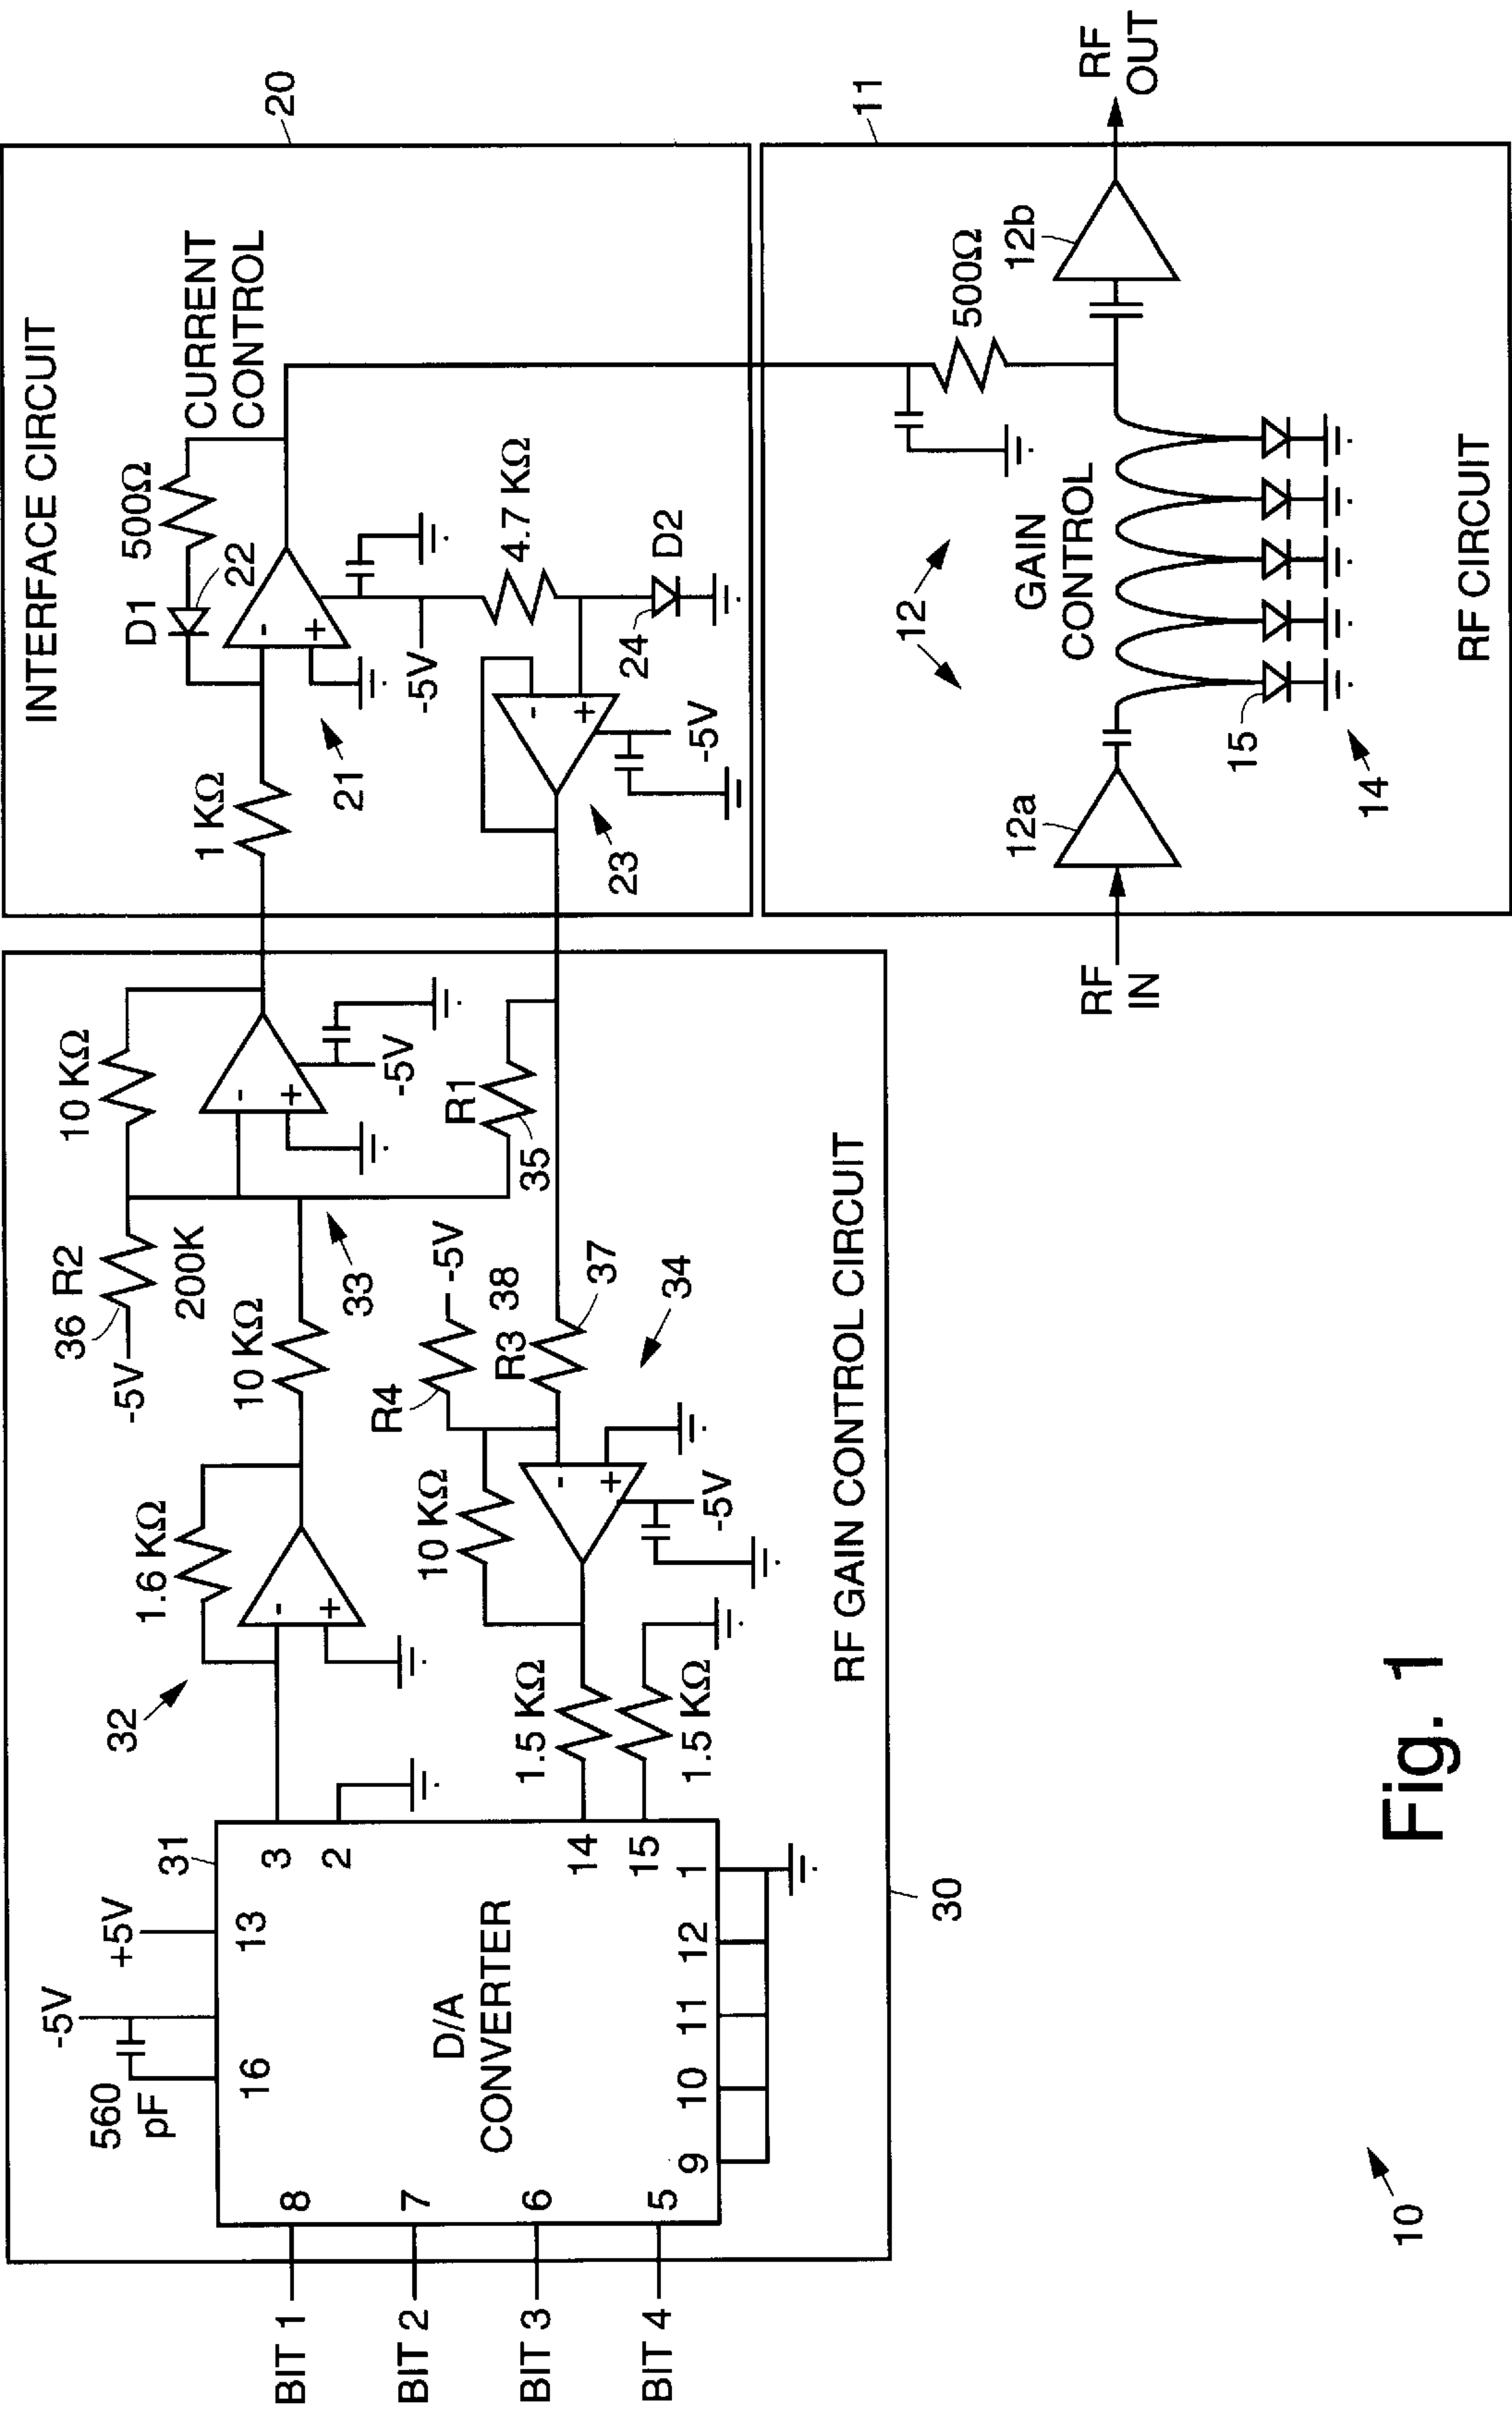 INTERFACE CIRCUIT
20
D1
500Ω
CURRENT
CONTROL
22
-
+
1 KΩ
21
-5V
4.7 KΩ
24
D2
-
+
-5V
23
10 KΩ
36 R2
-5V
200K
-
+
-5V
33
R1
35
1.6 KΩ
10 KΩ
-
+
32
R4
-5V
R3
38
37
34
10 KΩ
-
+
-5V
1.5 KΩ
1.5 KΩ
RF GAIN CONTROL CIRCUIT
30
-5V
+5V
560
pF
31
16
13
3
2
14
15
D/A
CONVERTER
8
7
6
5
9
10
11
12
1
BIT 1
BIT 2
BIT 3
BIT 4
11
RF
OUT
500Ω
12b
12
GAIN
CONTROL
12a
RF
IN
15
14
RF CIRCUIT
10
Fig. 1